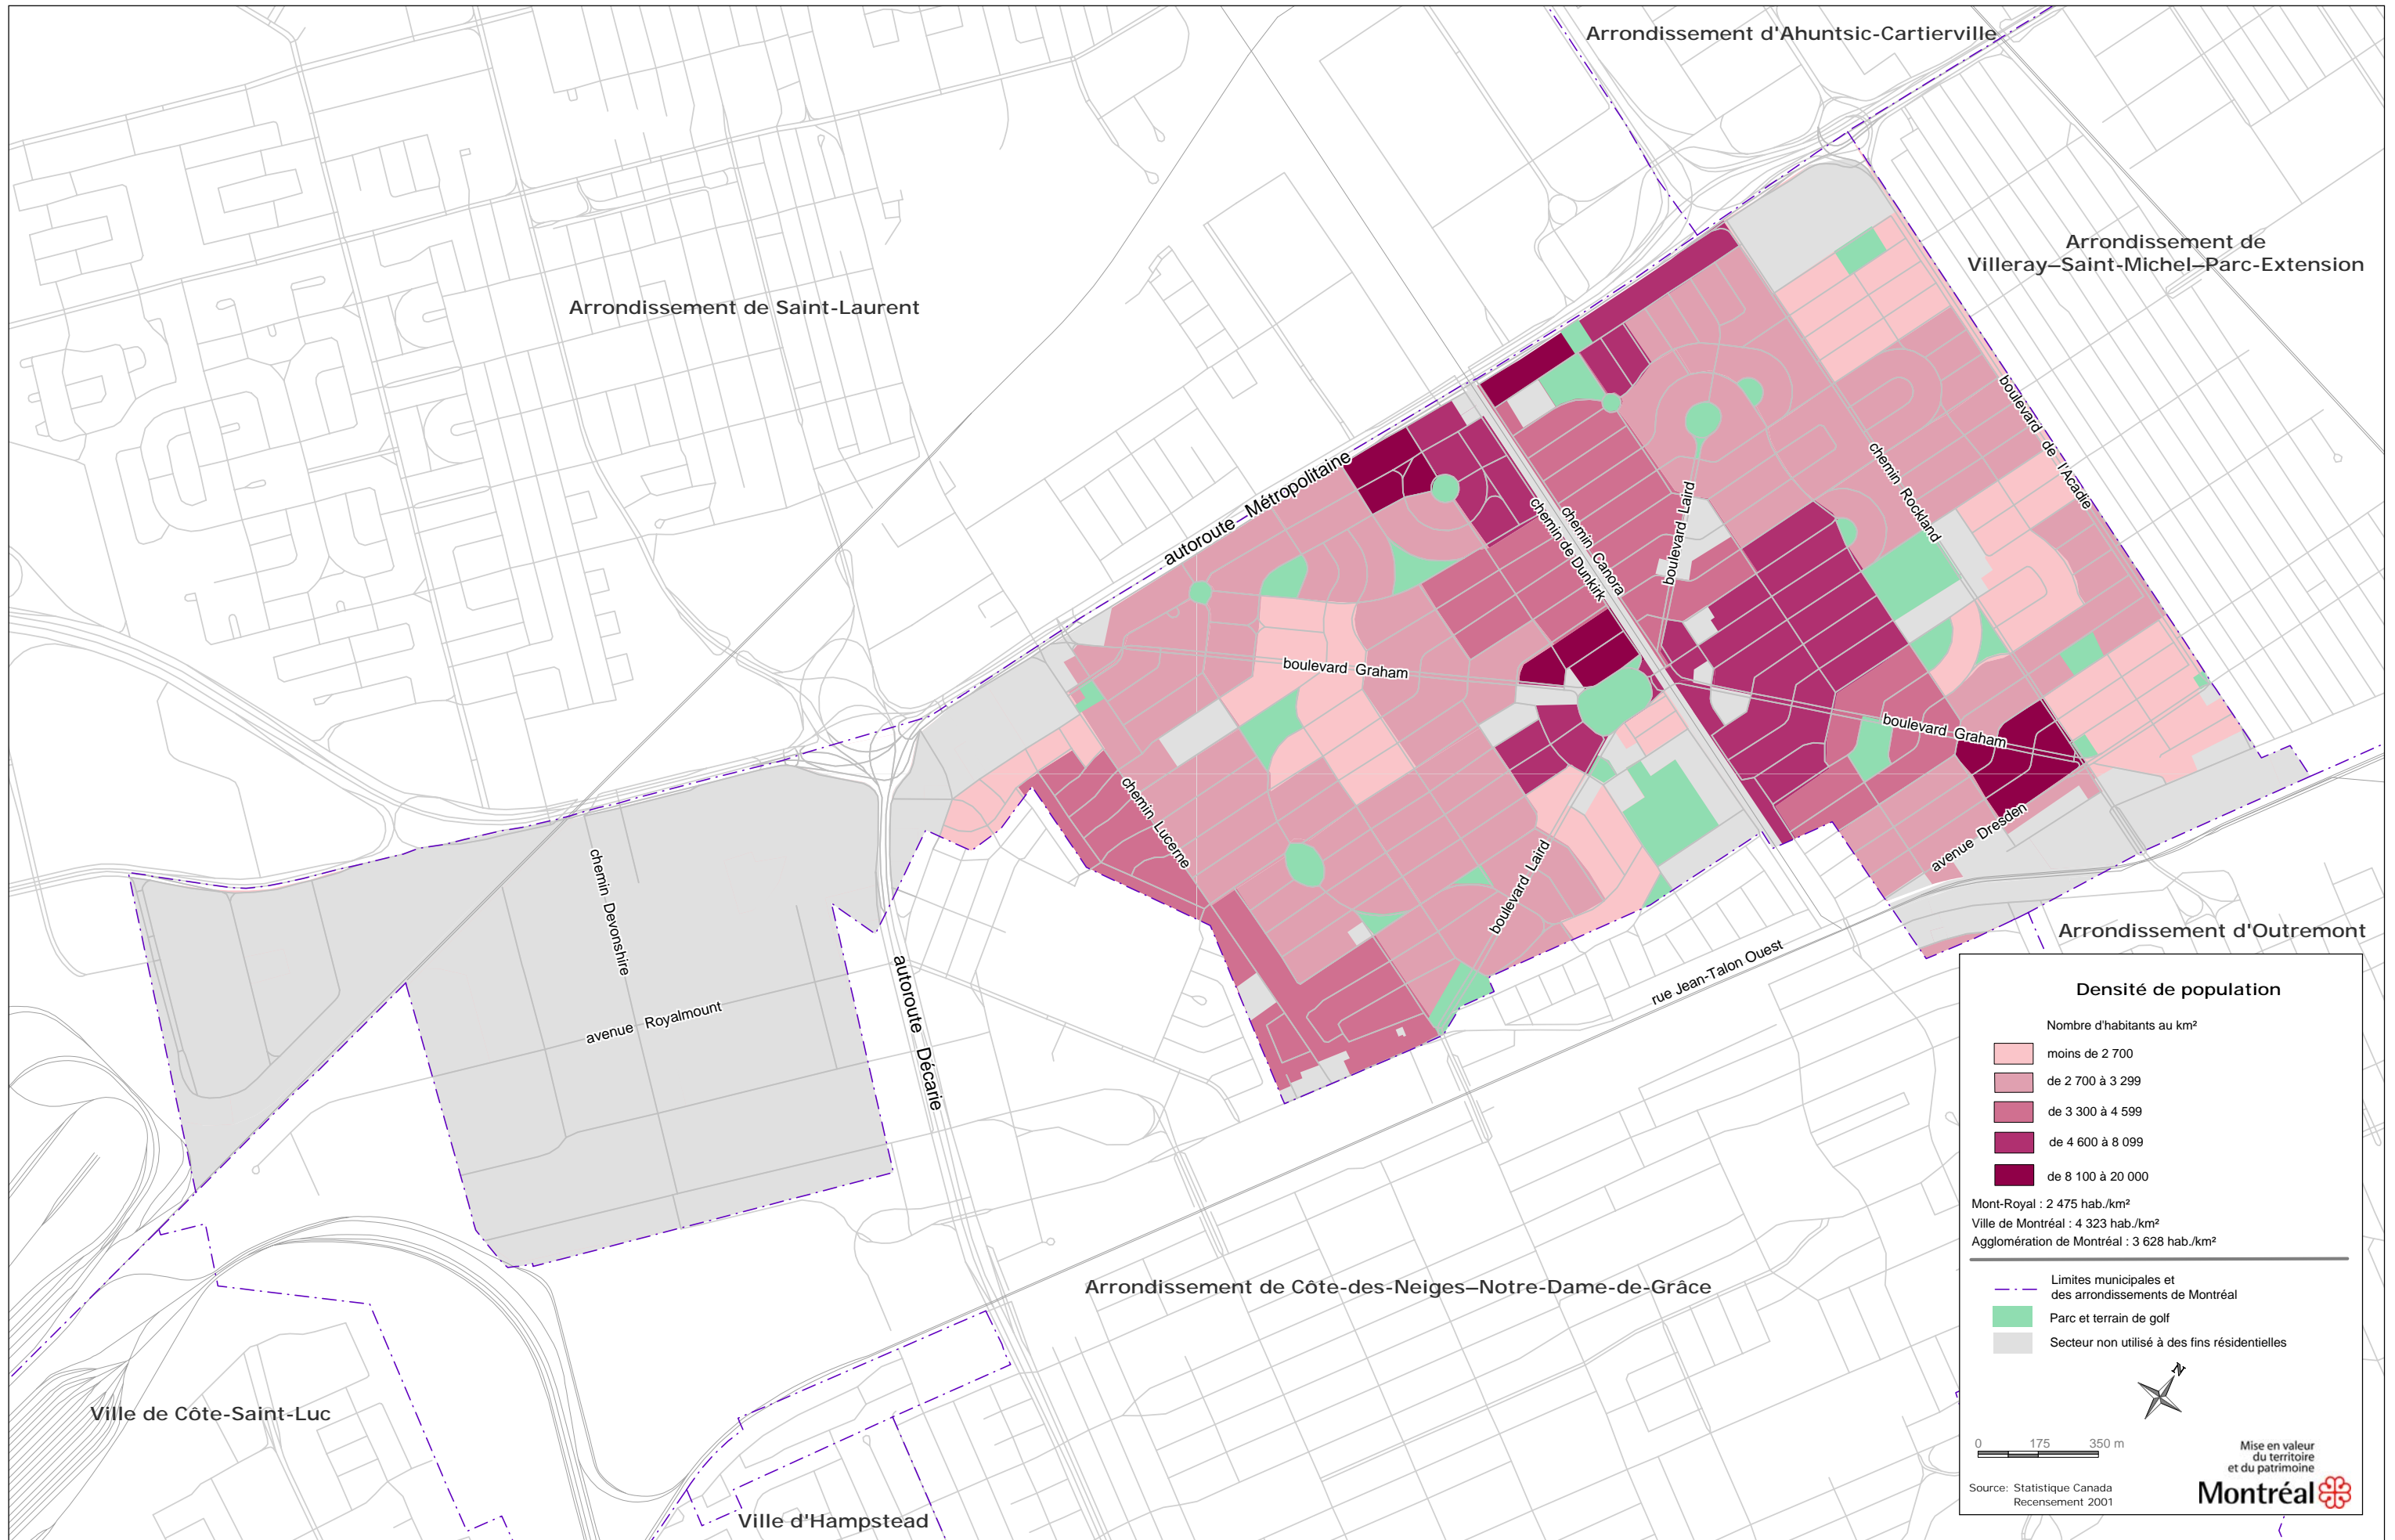 Arrondissement d'Ahuntsic-Cartierville
Arrondissement de
Villeray–Saint-Michel–Parc-Extension
Arrondissement de Saint-Laurent
boulevard de l'Acadie
chemin Rockland
autoroute Métropolitaine
boulevard Laird
chemin Canora
chemin de Dunkirk
boulevard Graham
boulevard Graham
chemin Lucerne
avenue Dresden
boulevard Laird
chemin Devonshire
avenue Royalmount
autoroute Décarie
rue Jean-Talon Ouest
Arrondissement d'Outremont
Arrondissement de Côte-des-Neiges–Notre-Dame-de-Grâce
Ville de Côte-Saint-Luc
Ville d'Hampstead
Densité de population
Nombre d'habitants au km²
moins de 2 700
de 2 700 à 3 299
de 3 300 à 4 599
de 4 600 à 8 099
de 8 100 à 20 000
Mont-Royal : 2 475 hab./km²
Ville de Montréal : 4 323 hab./km²
Agglomération de Montréal : 3 628 hab./km²
Limites municipales et
des arrondissements de Montréal
Parc et terrain de golf
Secteur non utilisé à des fins résidentielles
N
0 175 350 m
Mise en valeur
du territoire
et du patrimoine
Montréal
Source: Statistique Canada
Recensement 2001